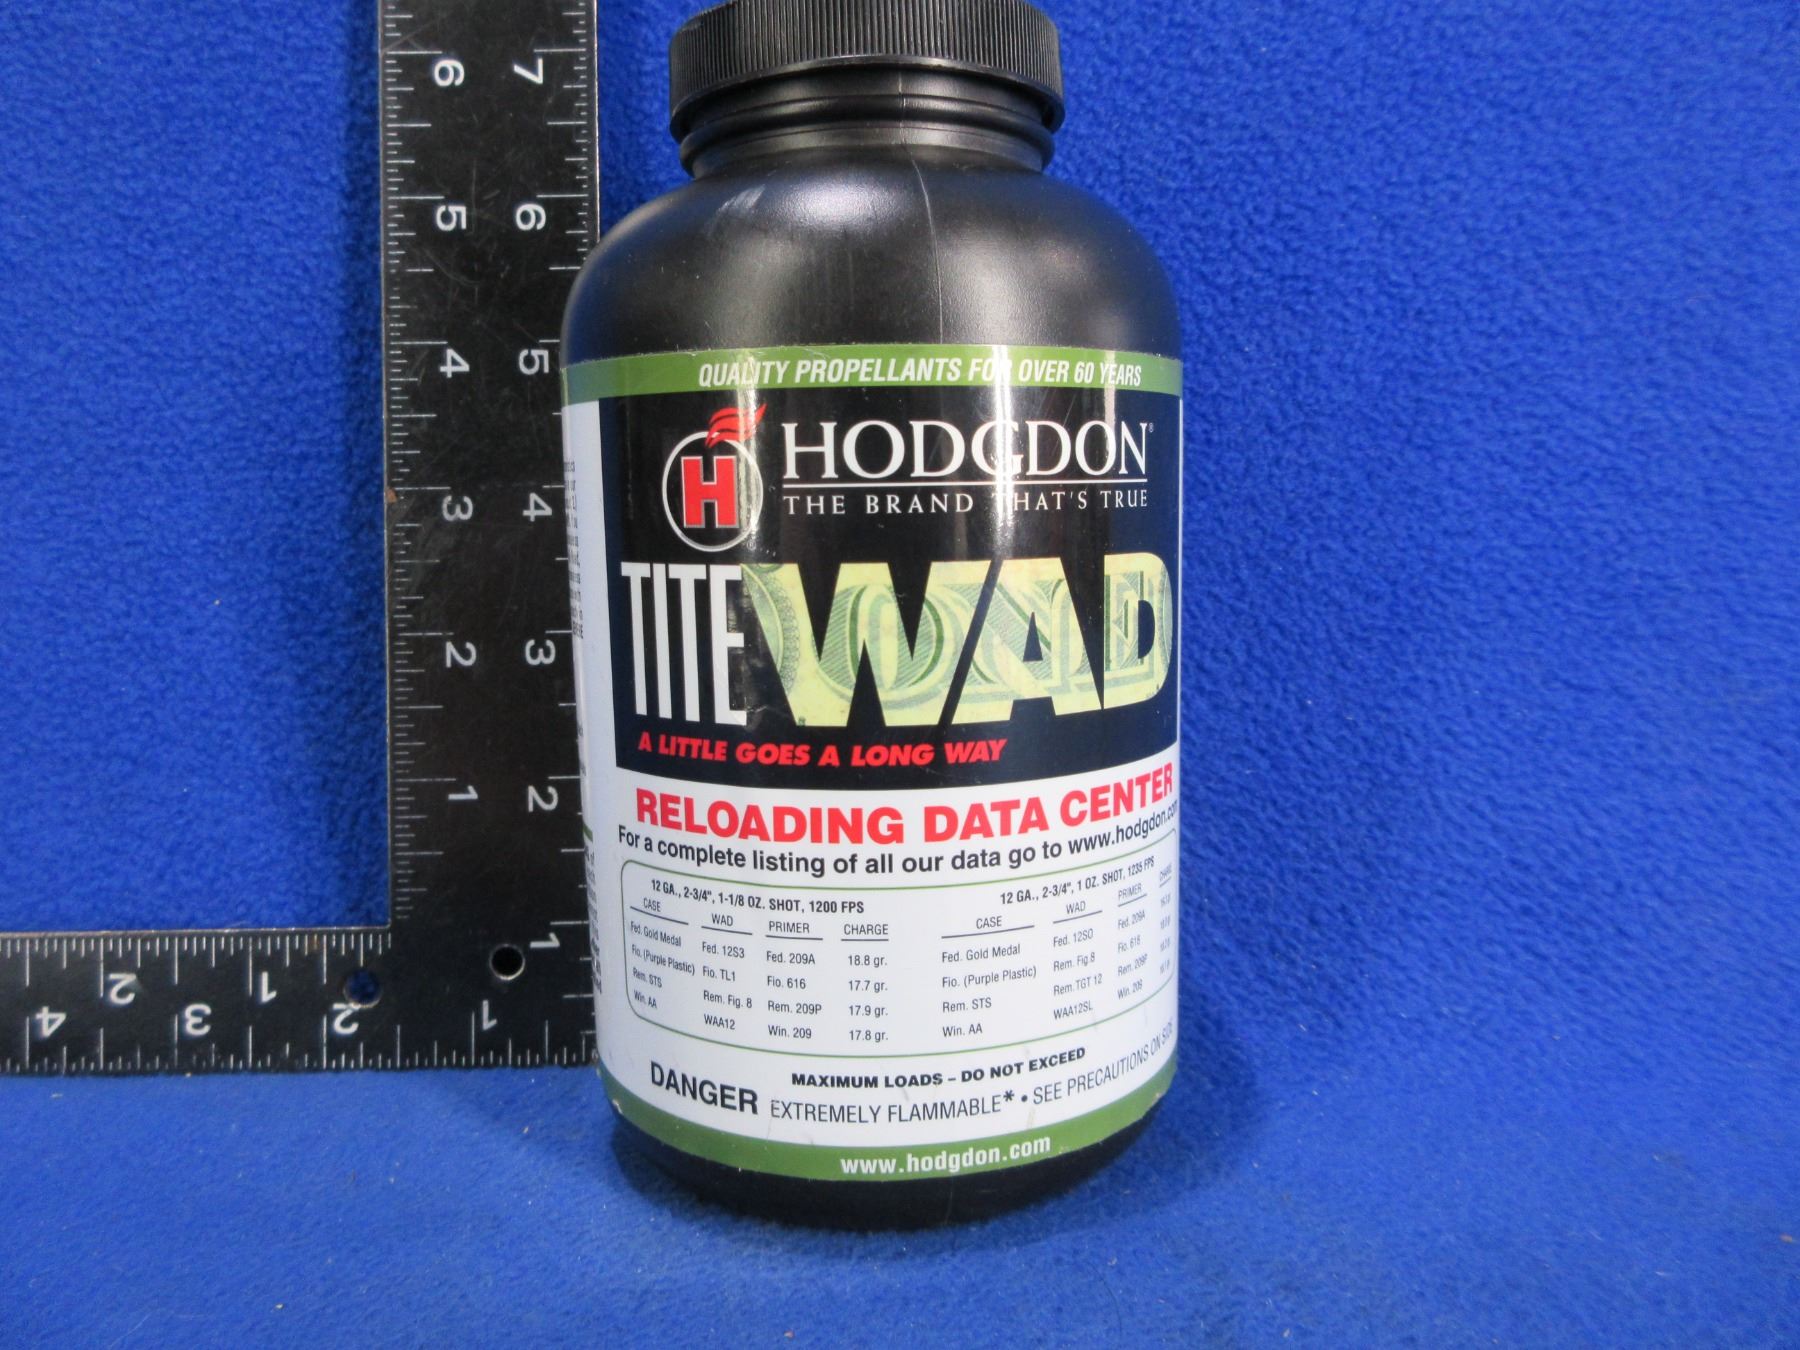 QUALITY PROPELLANTS FOR OVER 60 YEARS
H
HODGDON®
THE BRAND THAT'S TRUE
TITEWAD
ONE
A LITTLE GOES A LONG WAY
RELOADING DATA CENTER
For a complete listing of all our data go to www.hodgdon.com
12 GA., 2-3/4", 1-1/8 OZ. SHOT, 1200 FPS
CASE WAD PRIMER CHARGE
Fed. Gold Medal Fed. 12S3 Fed. 209A 18.8 gr.
Fio. (Purple Plastic) Fio. TL1 Fio. 616 17.7 gr.
Rem. STS Rem. Fig. 8 Rem. 209P 17.9 gr.
Win. AA WAA12 Win. 209 17.8 gr.
12 GA., 2-3/4", 1 OZ. SHOT, 1235 FPS
CASE WAD PRIMER CHARGE
Fed. Gold Medal Fed. 12S0 Fed. 209A
Fio. (Purple Plastic) Rem. Fig.8 Fio. 616
Rem. STS Rem. TGT 12 Rem. 209P
Win. AA WAA12SL Win. 209
MAXIMUM LOADS – DO NOT EXCEED
DANGER EXTREMELY FLAMMABLE* • SEE PRECAUTIONS ON SIDE
www.hodgdon.com
6 7
5 6
4 5
3 4
2 3
1 2
1
2 1
4 3 2 1